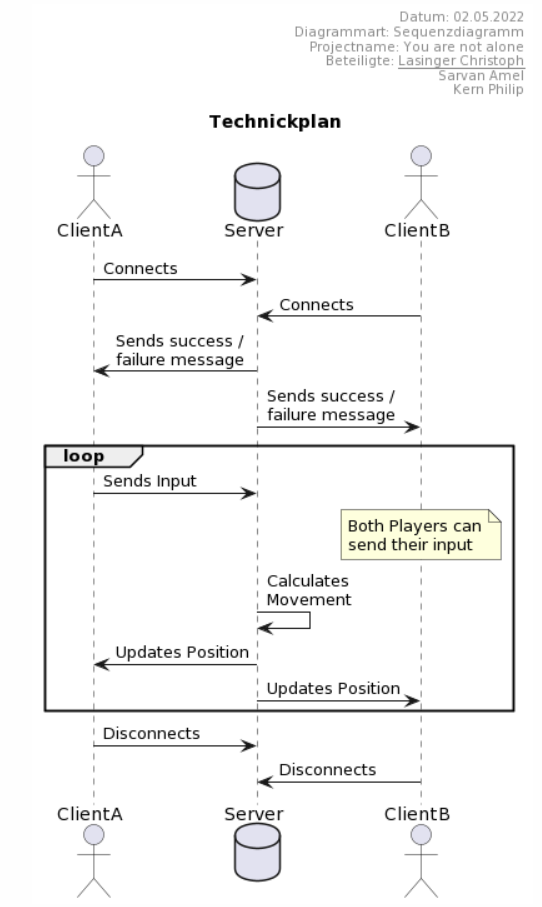 Datum: 02.05.2022
Diagrammart: Sequenzdiagramm
Projectname: You are not alone
Beteiligte: Lasinger Christoph
Sarvan Amel
Kern Philip
Technickplan
ClientA
Server
ClientB
Connects
Connects
Sends success /
failure message
Sends success /
failure message
loop
Sends Input
Both Players can
send their input
Calculates
Movement
Updates Position
Updates Position
Disconnects
Disconnects
ClientA
Server
ClientB